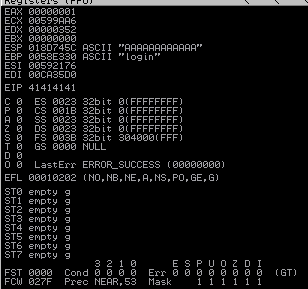 Registers (FPU)
EAX 00000001
ECX 00599AA6
EDX 00000352
EBX 00000000
ESP 018D745C ASCII "AAAAAAAAAAAA"
EBP 0058E330 ASCII "login"
ESI 00592176
EDI 00CA35D0
EIP 41414141
C 0 ES 0023 32bit 0(FFFFFFFF)
P 0 CS 001B 32bit 0(FFFFFFFF)
A 0 SS 0023 32bit 0(FFFFFFFF)
Z 0 DS 0023 32bit 0(FFFFFFFF)
S 0 FS 003B 32bit 304000(FFF)
T 0 GS 0000 NULL
D 0
O 0 LastErr ERROR_SUCCESS (00000000)
EFL 00010202 (NO,NB,NE,A,NS,PO,GE,G)
ST0 empty g
ST1 empty g
ST2 empty g
ST3 empty g
ST4 empty g
ST5 empty g
ST6 empty g
ST7 empty g
3 2 1 0 E S P U O Z D I
FST 0000 Cond 0 0 0 0 Err 0 0 0 0 0 0 0 0 (GT)
FCW 027F Prec NEAR,53 Mask 1 1 1 1 1 1